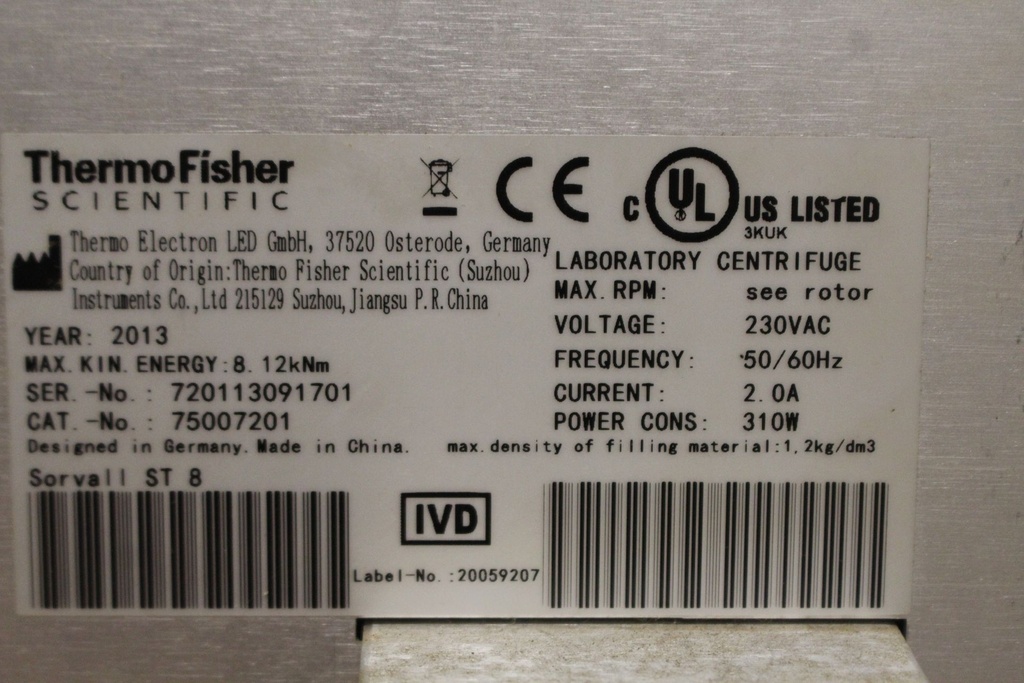 ThermoFisher
SCIENTIFIC
CE
C UL US LISTED
3KUK
Thermo Electron LED GmbH, 37520 Osterode, Germany
Country of Origin:Thermo Fisher Scientific (Suzhou)
Instruments Co.,Ltd 215129 Suzhou,Jiangsu P.R.China
YEAR: 2013
MAX. KIN. ENERGY:8.12kNm
SER.-No.: 720113091701
CAT.-No.: 75007201
LABORATORY CENTRIFUGE
MAX. RPM: see rotor
VOLTAGE: 230VAC
FREQUENCY: 50/60Hz
CURRENT: 2.0A
POWER CONS: 310W
Designed in Germany. Made in China. max.density of filling material:1,2kg/dm3
Sorvall ST 8
IVD
Label-No.:20059207